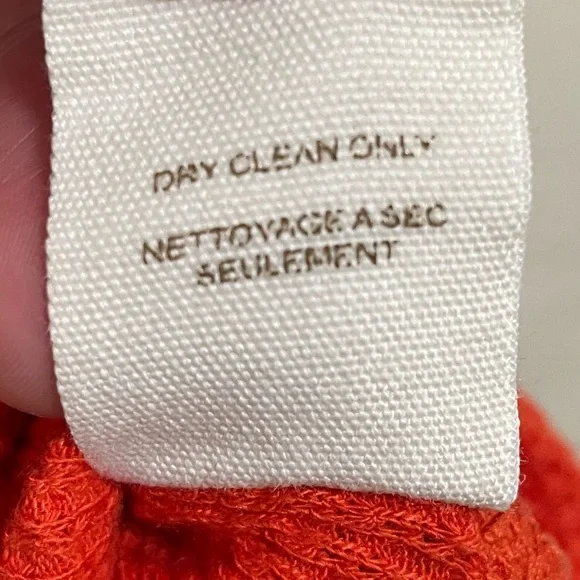 DRY CLEAN ONLY
NETTOYAGE A SEC
SEULEMENT